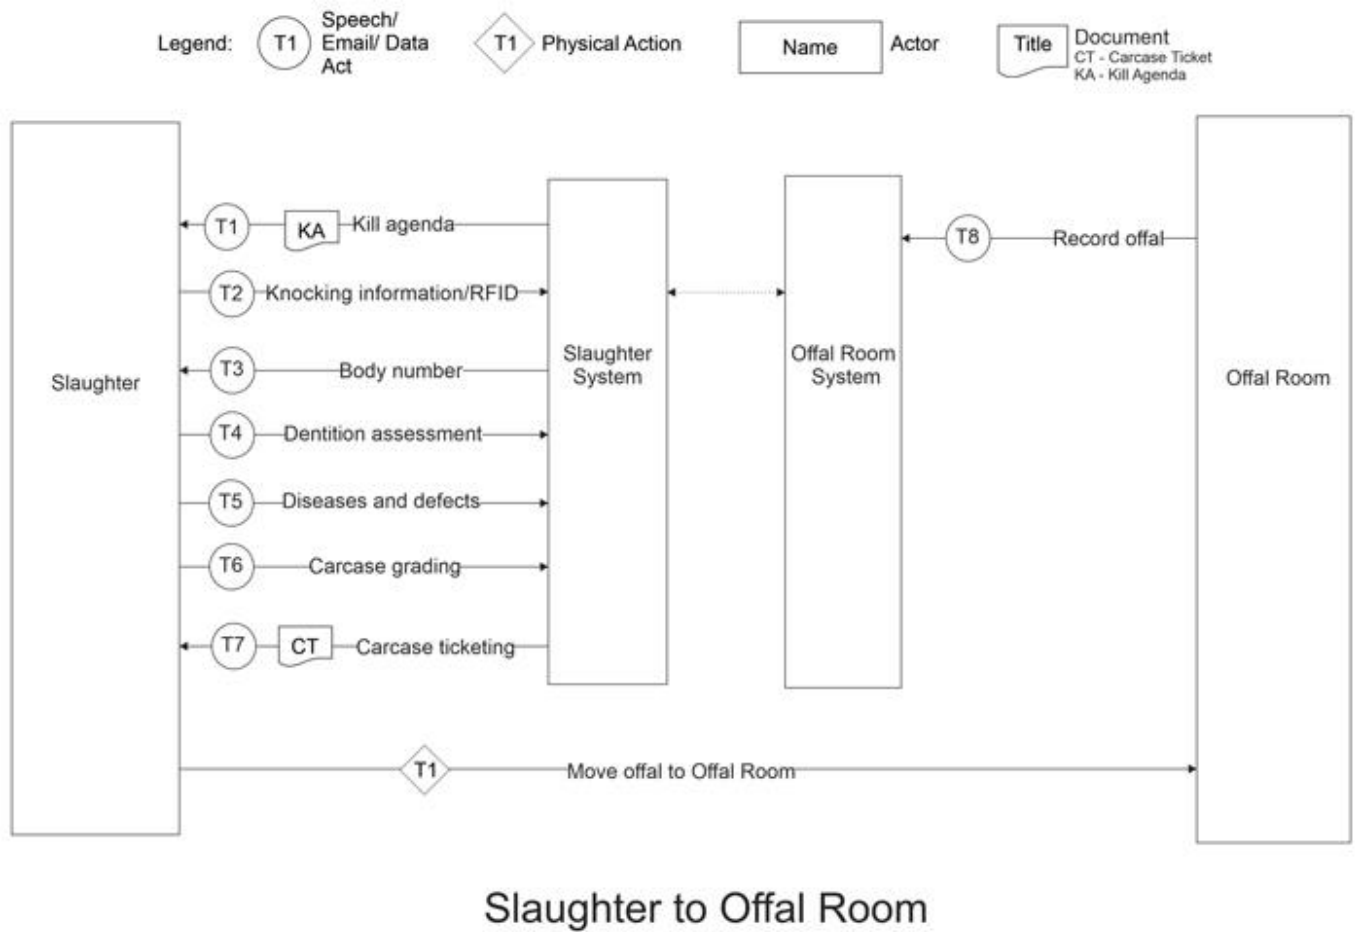 Legend:
T1
Speech/
Email/ Data
Act
T1
Physical Action
Name
Actor
Title
Document
CT - Carcase Ticket
KA - Kill Agenda
Slaughter
T1
KA
Kill agenda
T2
Knocking information/RFID
T3
Body number
T4
Dentition assessment
T5
Diseases and defects
T6
Carcase grading
T7
CT
Carcase ticketing
Slaughter
System
Offal Room
System
T8
Record offal
Offal Room
T1
Move offal to Offal Room
Slaughter to Offal Room